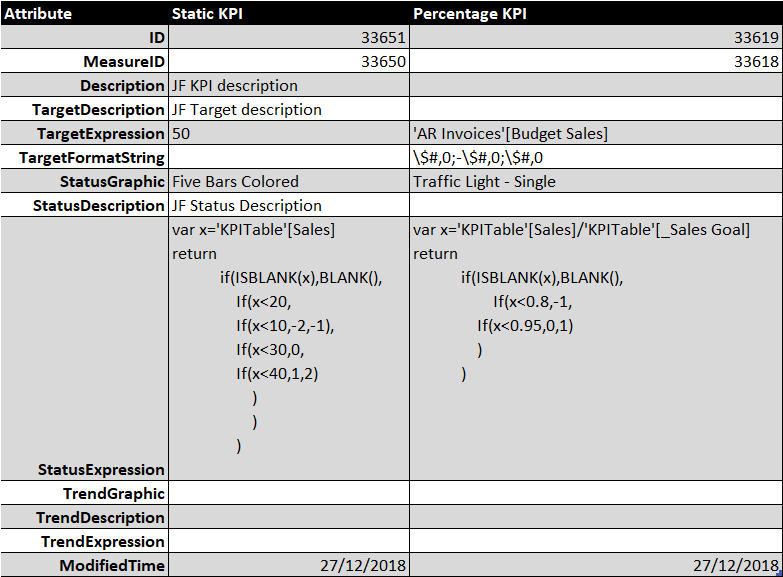 Attribute Static KPI Percentage KPI
ID 33651 33619
MeasureID 33650 33618
Description JF KPI description
TargetDescription JF Target description
TargetExpression 50 'AR Invoices'[Budget Sales]
TargetFormatString \$#,0;-\$#,0;\$#,0
StatusGraphic Five Bars Colored Traffic Light - Single
StatusDescription JF Status Description
var x='KPITable'[Sales] var x='KPITable'[Sales]/'KPITable'[_Sales Goal]
return return
if(ISBLANK(x),BLANK(), if(ISBLANK(x),BLANK(),
If(x<20, If(x<0.8,-1,
If(x<10,-2,-1), If(x<0.95,0,1)
If(x<30,0, )
If(x<40,1,2) )
)
)
)
StatusExpression
TrendGraphic
TrendDescription
TrendExpression
ModifiedTime 27/12/2018 27/12/2018